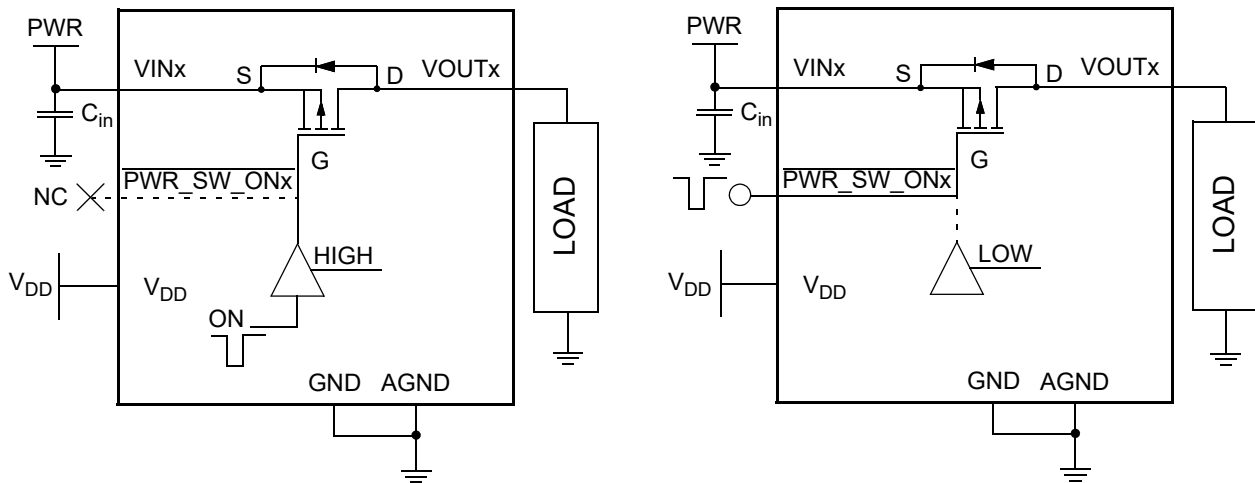 PWR
VINx
S
D
VOUTx
C_in
G
PWR_SW_ONx
NC
LOAD
HIGH
V_DD
V_DD
ON
GND
AGND
PWR
VINx
S
D
VOUTx
C_in
G
PWR_SW_ONx
LOAD
LOW
V_DD
V_DD
GND
AGND